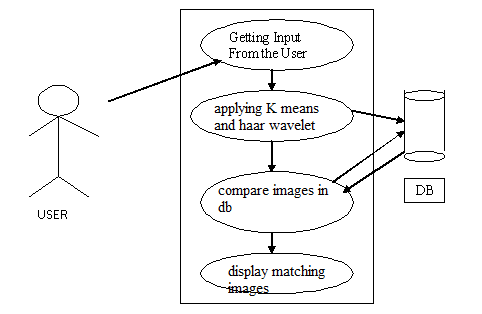 Getting Input
From the User
applying K means
and haar wavelet
compare images in
db
DB
USER
display matching
images